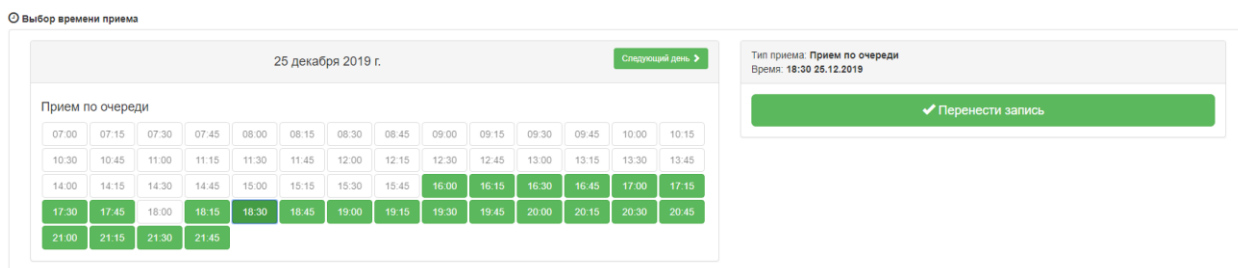 Выбор времени приема
25 декабря 2019 г.
Следующий день
Прием по очереди
07:00 07:15 07:30 07:45 08:00 08:15 08:30 08:45 09:00 09:15 09:30 09:45 10:00 10:15
10:30 10:45 11:00 11:15 11:30 11:45 12:00 12:15 12:30 12:45 13:00 13:15 13:30 13:45
14:00 14:15 14:30 14:45 15:00 15:15 15:30 15:45 16:00 16:15 16:30 16:45 17:00 17:15
17:30 17:45 18:00 18:15 18:30 18:45 19:00 19:15 19:30 19:45 20:00 20:15 20:30 20:45
21:00 21:15 21:30 21:45
Тип приема: Прием по очереди
Время: 18:30 25.12.2019
Перенести запись